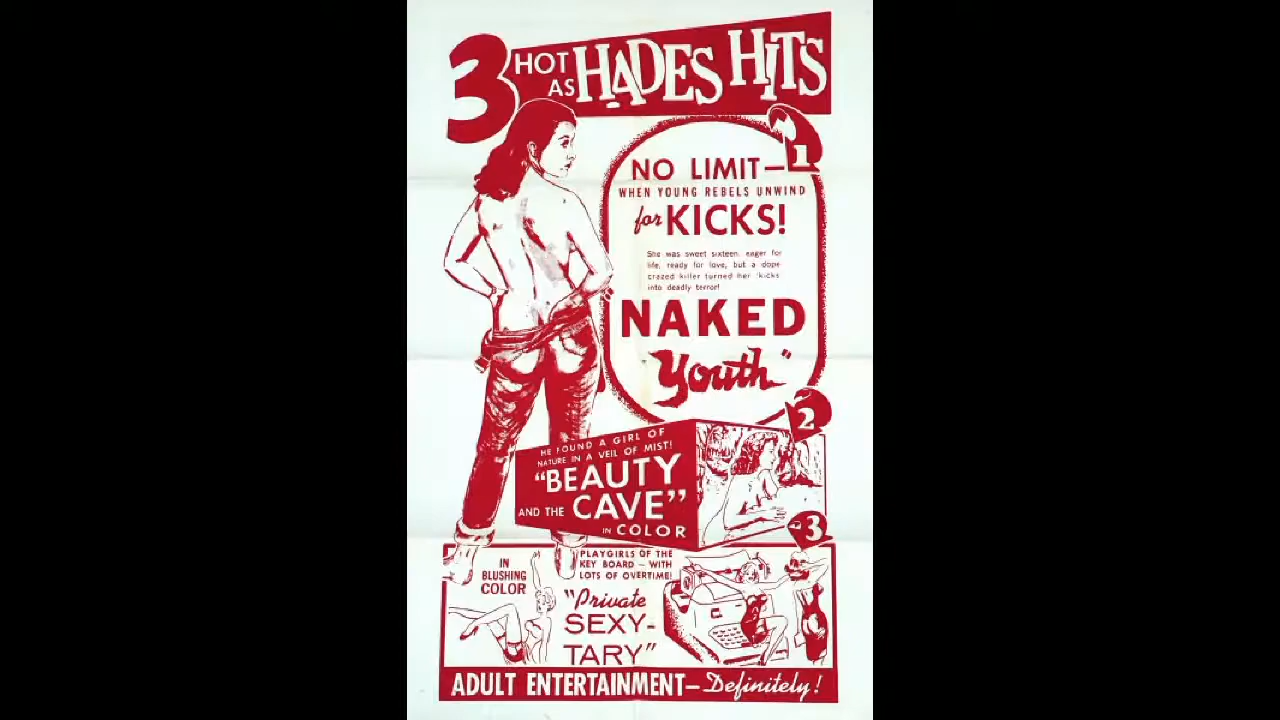 3 HOT AS HADES HITS
1
NO LIMIT—
WHEN YOUNG REBELS UNWIND
for KICKS!
She was sweet sixteen, eager for
life, ready for love, but a dope
crazed killer turned her 'kicks
into deadly terror!
NAKED
Youth"
2
HE FOUND A GIRL OF
NATURE IN A VEIL OF MIST!
"BEAUTY
AND THE CAVE"
IN COLOR
3
IN
BLUSHING
COLOR
PLAYGIRLS OF THE
KEY BOARD — WITH
LOTS OF OVERTIME!
"Private
SEXY-
TARY"
ADULT ENTERTAINMENT—Definitely!